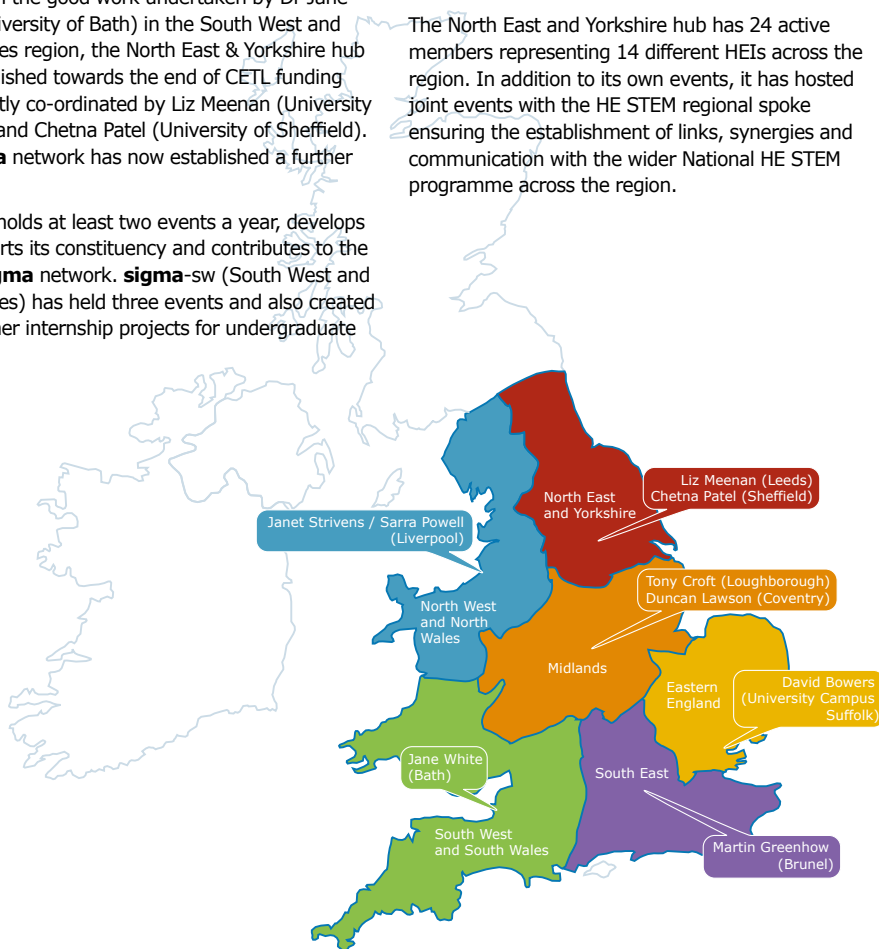 the good work undertaken by Dr Jane
iversity of Bath) in the South West and
es region, the North East & Yorkshire hub
ished towards the end of CETL funding
tly co-ordinated by Liz Meenan (University
and Chetna Patel (University of Sheffield).
a network has now established a further
holds at least two events a year, develops
rts its constituency and contributes to the
gma network. sigma-sw (South West and
es) has held three events and also created
er internship projects for undergraduate
The North East and Yorkshire hub has 24 active
members representing 14 different HEIs across the
region. In addition to its own events, it has hosted
joint events with the HE STEM regional spoke
ensuring the establishment of links, synergies and
communication with the wider National HE STEM
programme across the region.
North East
and Yorkshire
Liz Meenan (Leeds)
Chetna Patel (Sheffield)
Janet Strivens / Sarra Powell
(Liverpool)
North West
and North
Wales
Tony Croft (Loughborough)
Duncan Lawson (Coventry)
Midlands
Eastern
England
David Bowers
(University Campus
Suffolk)
Jane White
(Bath)
South West
and South Wales
South East
Martin Greenhow
(Brunel)